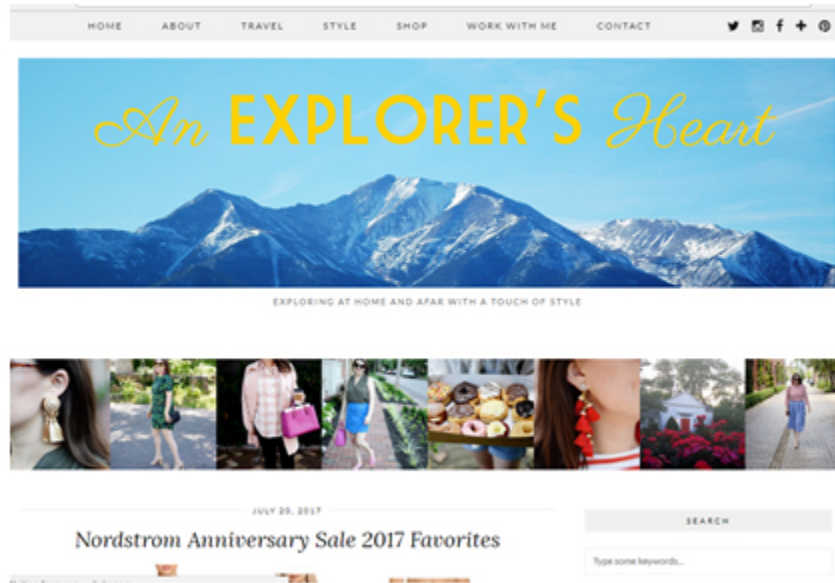 HOME ABOUT TRAVEL STYLE SHOP WORK WITH ME CONTACT
An EXPLORER'S Heart
EXPLORING AT HOME AND AFAR WITH A TOUCH OF STYLE
JULY 20, 2017
Nordstrom Anniversary Sale 2017 Favorites
SEARCH
Type some keywords...